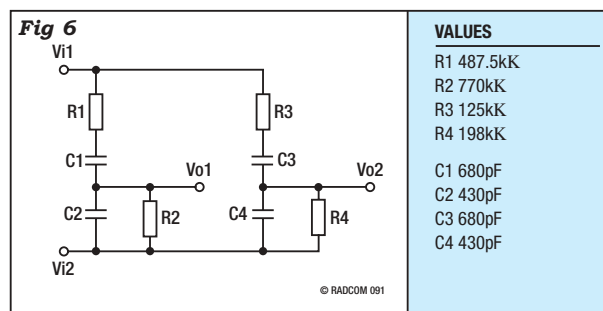 Fig 6
Vi1
R1
R3
C1
Vo1
C3
Vo2
C2
R2
C4
R4
Vi2
© RADCOM 091
VALUES
R1 487.5kK
R2 770kK
R3 125kK
R4 198kK
C1 680pF
C2 430pF
C3 680pF
C4 430pF